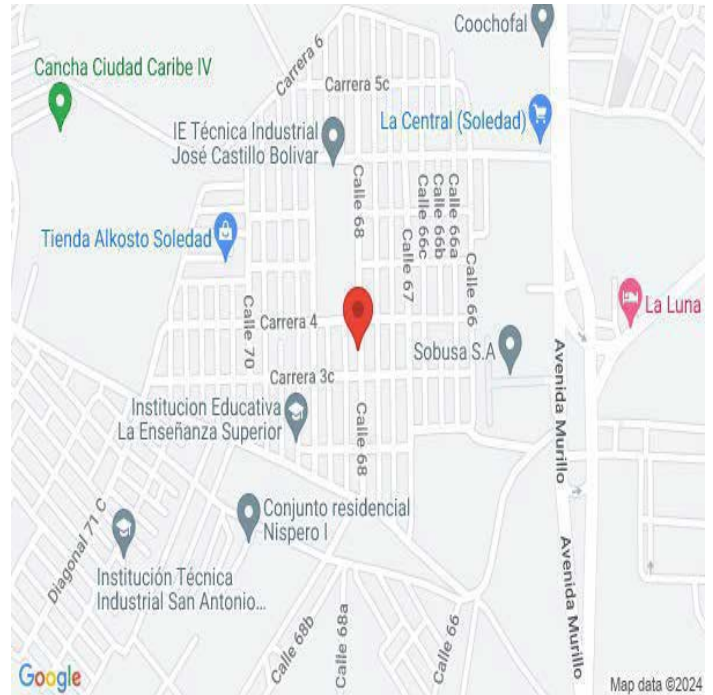 Coochofal
Carrera 6
Cancha Ciudad Caribe IV
Carrera 5c
La Central (Soledad)
IE Técnica Industrial
José Castillo Bolivar
Calle 68
Calle 66c
Calle 66b
Calle 66a
Calle 67
Calle 66
Tienda Alkosto Soledad
Calle 70
Carrera 4
La Luna
Sobusa S.A
Avenida Murillo
Carrera 3c
Institucion Educativa
La Enseñanza Superior
Calle 68
Conjunto residencial
Nispero I
Diagonal 71 C
Institución Técnica
Industrial San Antonio...
Avenida Murillo
Calle 68b
Calle 68a
Calle 66
Google
Map data ©2024